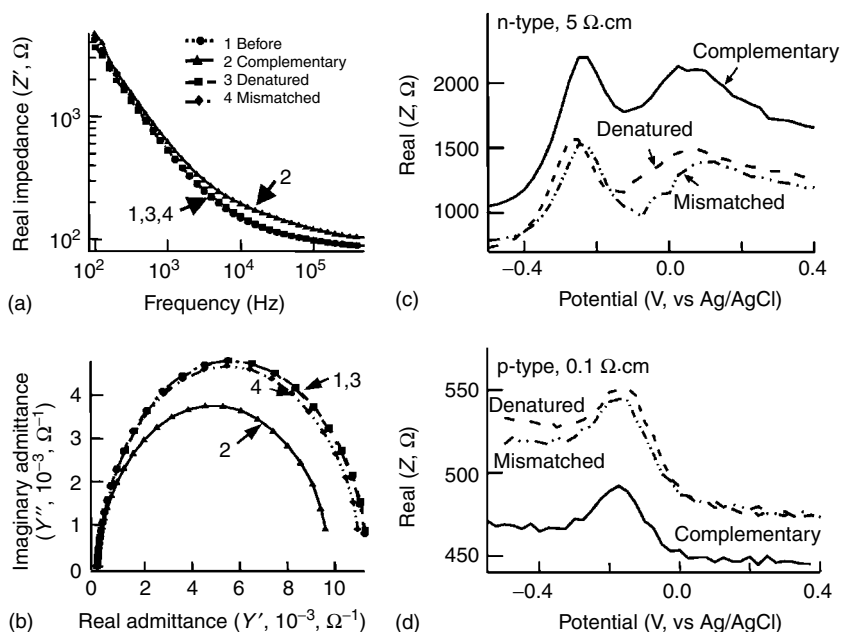 Real impedance (Z′, Ω)
10³
10²
1 Before
2 Complementary
3 Denatured
4 Mismatched
2
1,3,4
10² 10³ 10⁴ 10⁵
(a) Frequency (Hz)
Imaginary admittance
(Y″, 10⁻³, Ω⁻¹)
4
3
2
1
0
4
1,3
2
0 2 4 6 8 10
(b) Real admittance (Y′, 10⁻³, Ω⁻¹)
n-type, 5 Ω·cm
Real (Z, Ω)
2000
1500
1000
Complementary
Denatured
Mismatched
−0.4 0.0 0.4
(c) Potential (V, vs Ag/AgCl)
p-type, 0.1 Ω·cm
Real (Z, Ω)
550
500
450
Denatured
Mismatched
Complementary
−0.4 0.0 0.4
(d) Potential (V, vs Ag/AgCl)